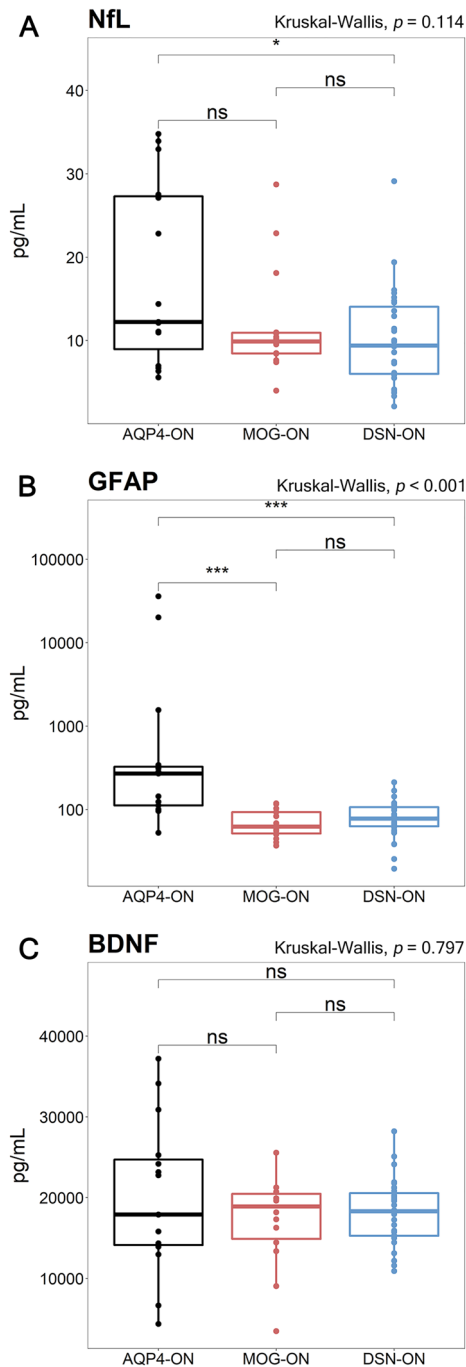 A NfL Kruskal-Wallis, p = 0.114
*
ns
ns
40
30
20
10
pg/mL
AQP4-ON MOG-ON DSN-ON
B GFAP Kruskal-Wallis, p < 0.001
***
ns
***
100000
10000
1000
100
pg/mL
AQP4-ON MOG-ON DSN-ON
C BDNF Kruskal-Wallis, p = 0.797
ns
ns
ns
40000
30000
20000
10000
pg/mL
AQP4-ON MOG-ON DSN-ON